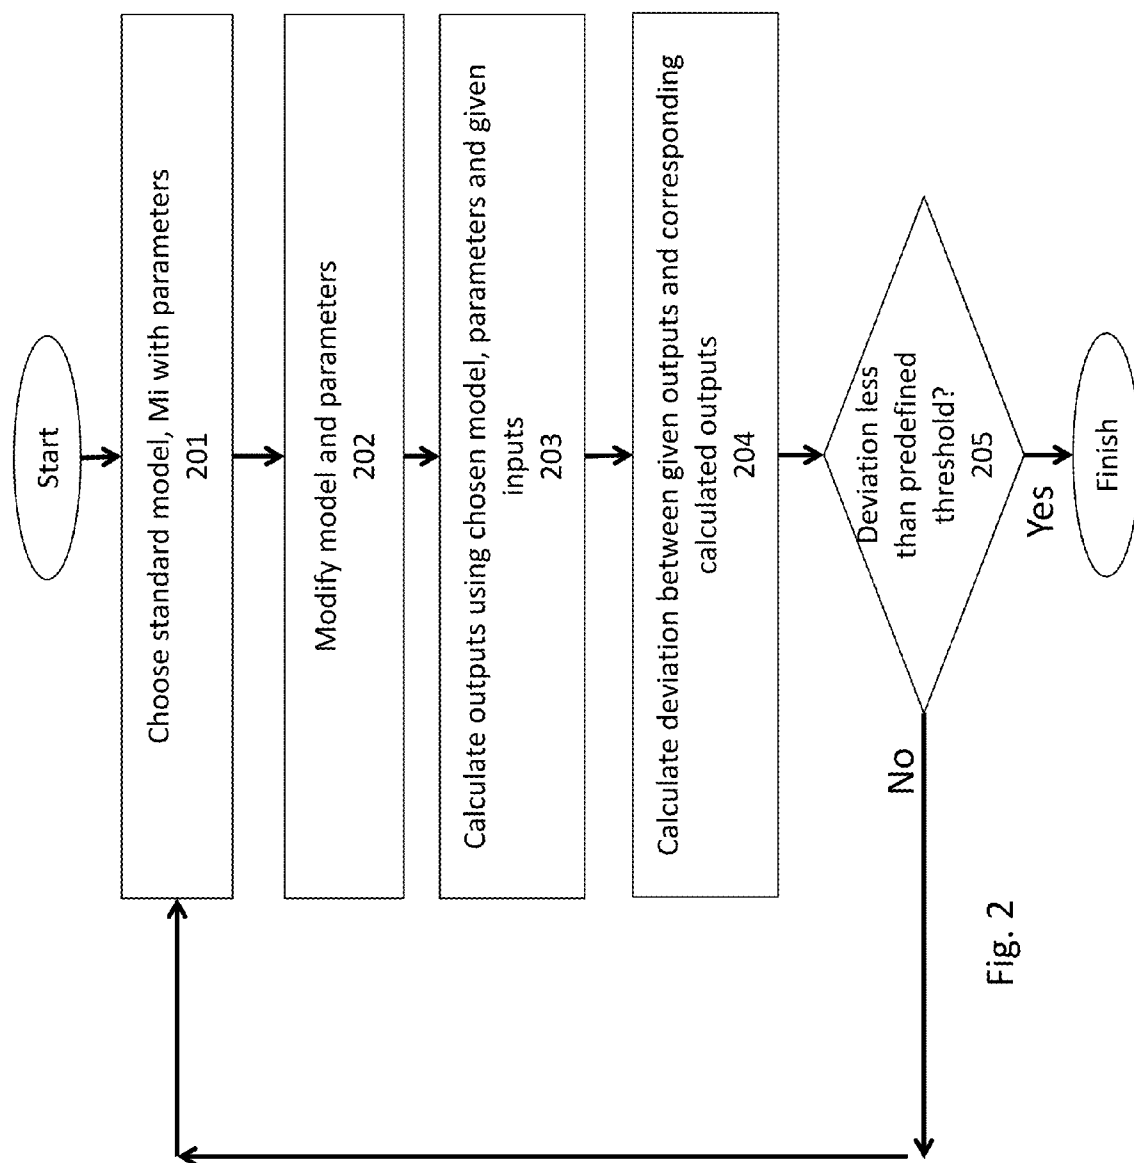 Start
Choose standard model, Mi with parameters
201
Modify model and parameters
202
Calculate outputs using chosen model, parameters and given
inputs
203
Calculate deviation between given outputs and corresponding
calculated outputs
204
Deviation less
than predefined
threshold?
205
No
Yes
Finish
Fig. 2